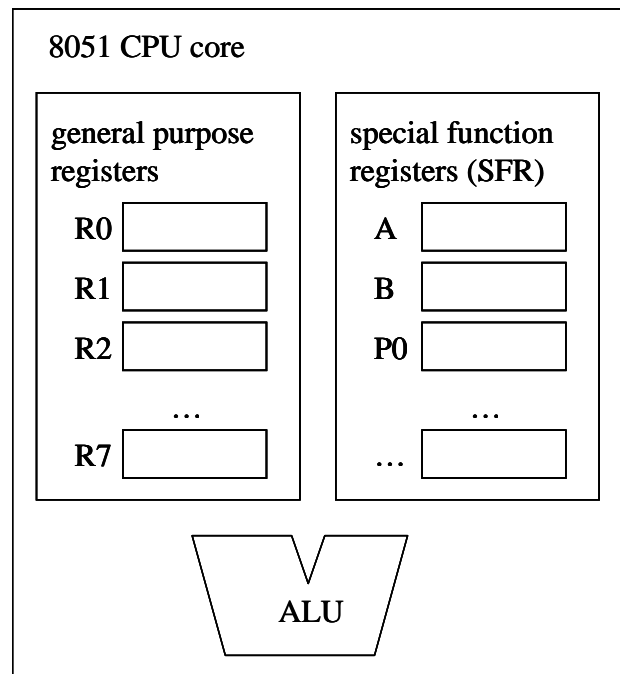 8051 CPU core
general purpose
registers
R0
R1
R2
…
R7
special function
registers (SFR)
A
B
P0
…
…
ALU